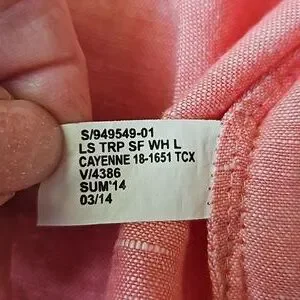 S/949549-01
LS TRP SF WH L
CAYENNE 18-1651 TCX
V/4386
SUM'14
03/14